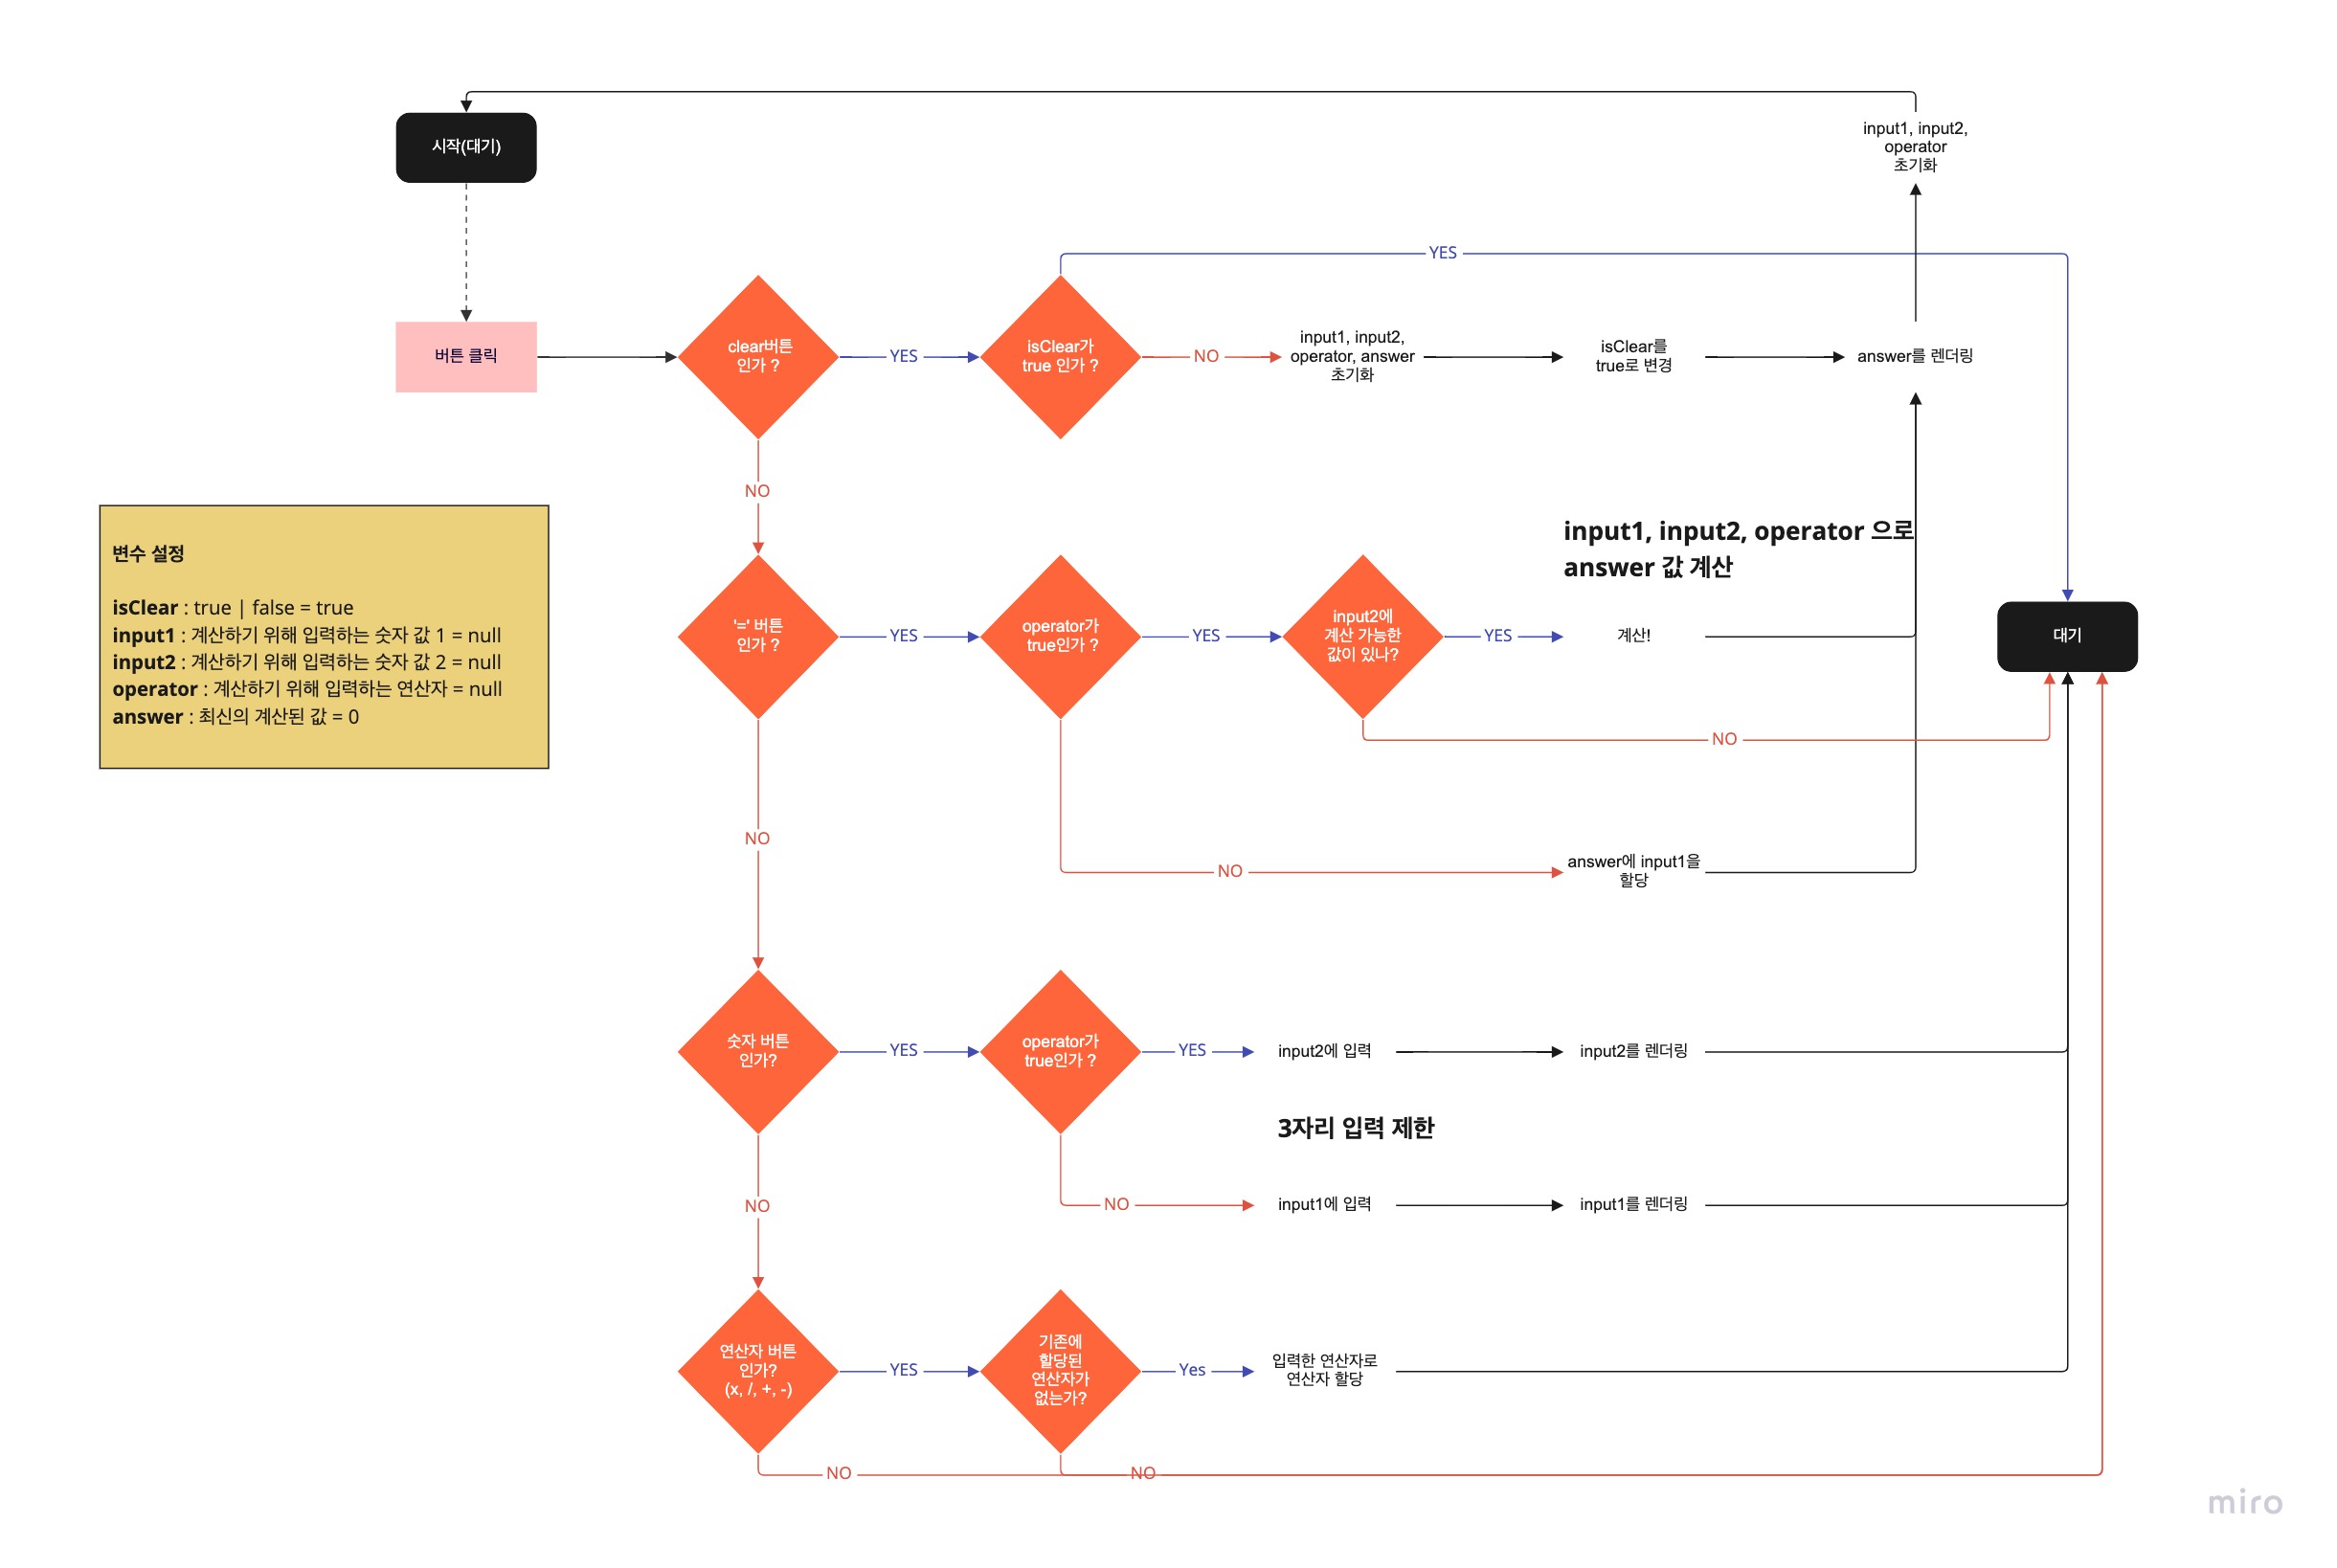 시작(대기)
input1, input2,
operator
초기화
YES
버튼 클릭
clear버튼
인가 ?
YES
isClear가
true 인가 ?
NO
input1, input2,
operator, answer
초기화
isClear를
true로 변경
answer를 렌더링
NO
변수 설정
isClear : true | false = true
input1 : 계산하기 위해 입력하는 숫자 값 1 = null
input2 : 계산하기 위해 입력하는 숫자 값 2 = null
operator : 계산하기 위해 입력하는 연산자 = null
answer : 최신의 계산된 값 = 0
input1, input2, operator 으로
answer 값 계산
'=' 버튼
인가 ?
YES
operator가
true인가 ?
YES
input2에
계산 가능한
값이 있나?
YES
계산!
대기
NO
NO
NO
answer에 input1을
할당
숫자 버튼
인가?
YES
operator가
true인가 ?
YES
input2에 입력
input2를 렌더링
3자리 입력 제한
NO
NO
input1에 입력
input1를 렌더링
연산자 버튼
인가?
(x, /, +, -)
YES
기존에
할당된
연산자가
없는가?
Yes
입력한 연산자로
연산자 할당
NO
NO
miro